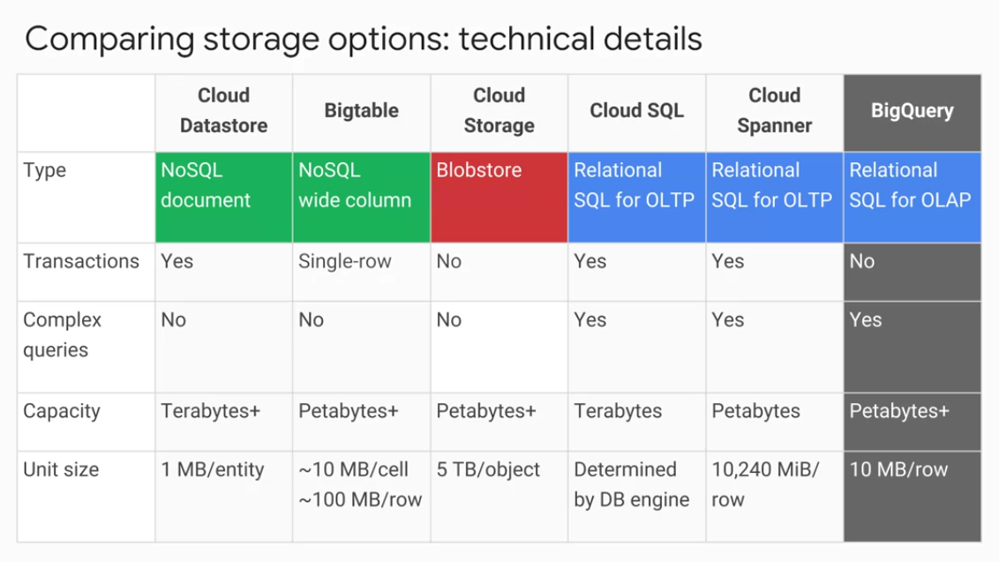 Comparing storage options: technical details
Cloud Datastore Bigtable Cloud Storage Cloud SQL Cloud Spanner BigQuery
Type NoSQL document NoSQL wide column Blobstore Relational SQL for OLTP Relational SQL for OLTP Relational SQL for OLAP
Transactions Yes Single-row No Yes Yes No
Complex queries No No No Yes Yes Yes
Capacity Terabytes+ Petabytes+ Petabytes+ Terabytes Petabytes Petabytes+
Unit size 1 MB/entity ~10 MB/cell ~100 MB/row 5 TB/object Determined by DB engine 10,240 MiB/ row 10 MB/row